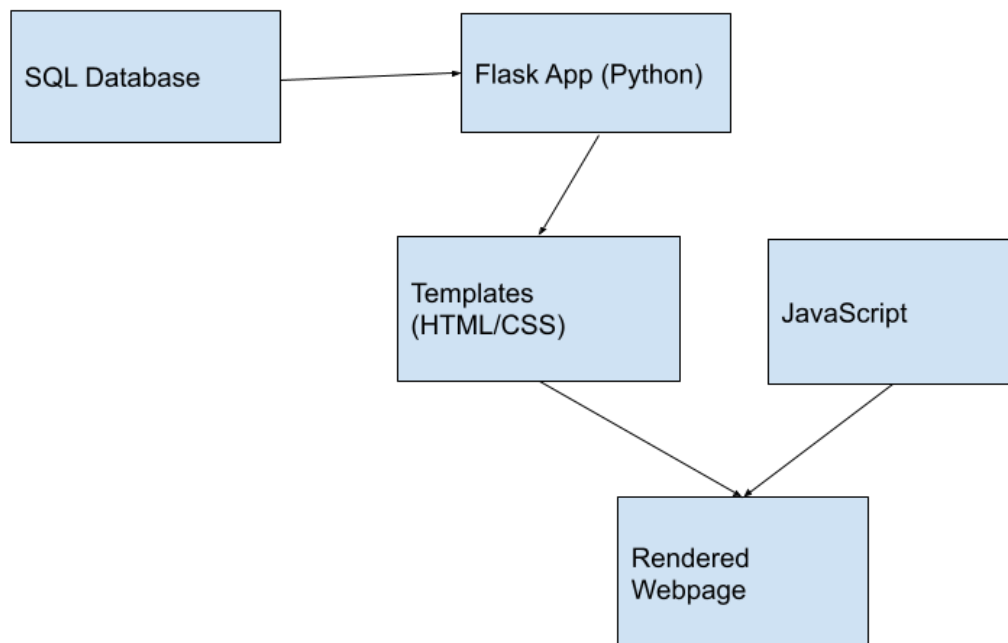 SQL Database
Flask App (Python)
Templates
(HTML/CSS)
JavaScript
Rendered
Webpage